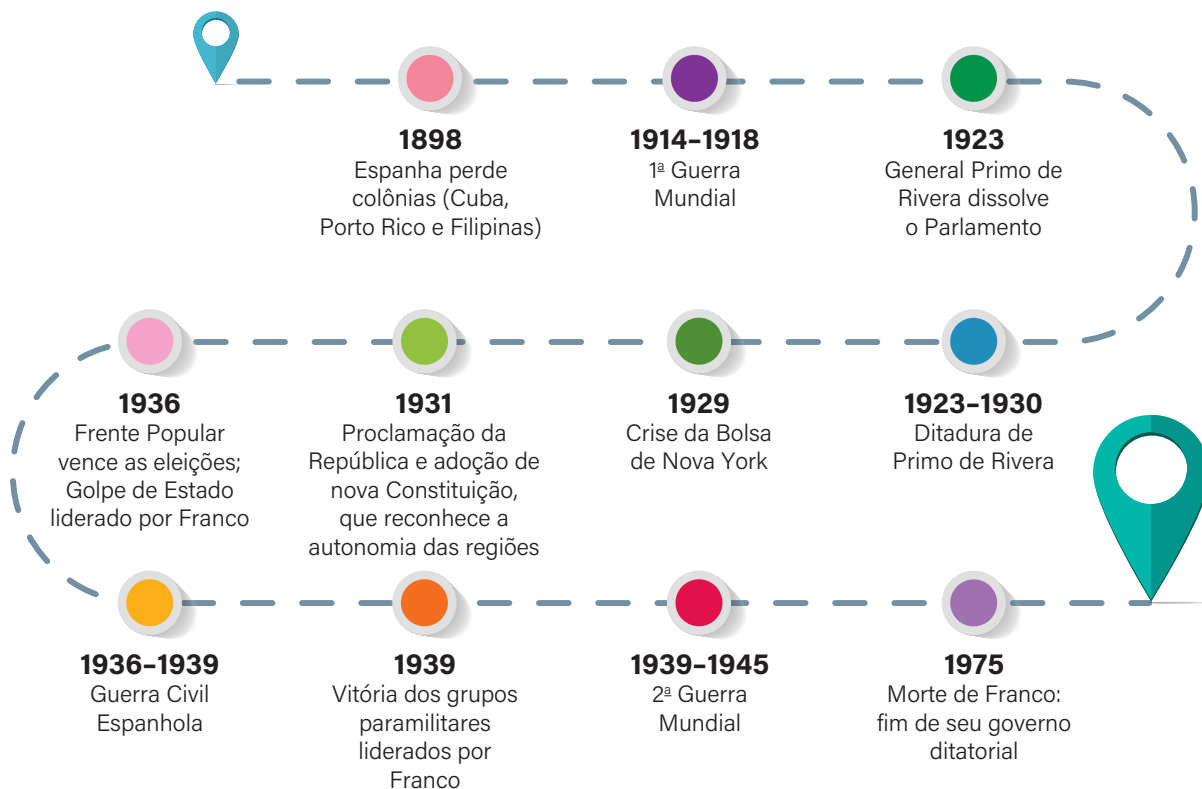 1898
Espanha perde
colônias (Cuba,
Porto Rico e Filipinas)
1914–1918
1ª Guerra
Mundial
1923
General Primo de
Rivera dissolve
o Parlamento
1923–1930
Ditadura de
Primo de Rivera
1929
Crise da Bolsa
de Nova York
1931
Proclamação da
República e adoção de
nova Constituição,
que reconhece a
autonomia das regiões
1936
Frente Popular
vence as eleições;
Golpe de Estado
liderado por Franco
1936–1939
Guerra Civil
Espanhola
1939
Vitória dos grupos
paramilitares
liderados por
Franco
1939–1945
2ª Guerra
Mundial
1975
Morte de Franco:
fim de seu governo
ditatorial